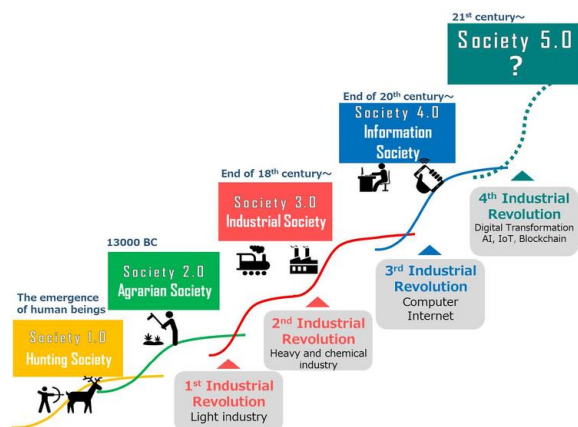 21st century～
Society 5.0
?
End of 20th century～
Society 4.0
Information
Society
End of 18th century～
Society 3.0
Industrial Society
13000 BC
Society 2.0
Agrarian Society
The emergence
of human beings
Society 1.0
Hunting Society
4th Industrial
Revolution
Digital Transformation
AI, IoT, Blockchain
3rd Industrial
Revolution
Computer
Internet
2nd Industrial
Revolution
Heavy and chemical
industry
1st Industrial
Revolution
Light industry